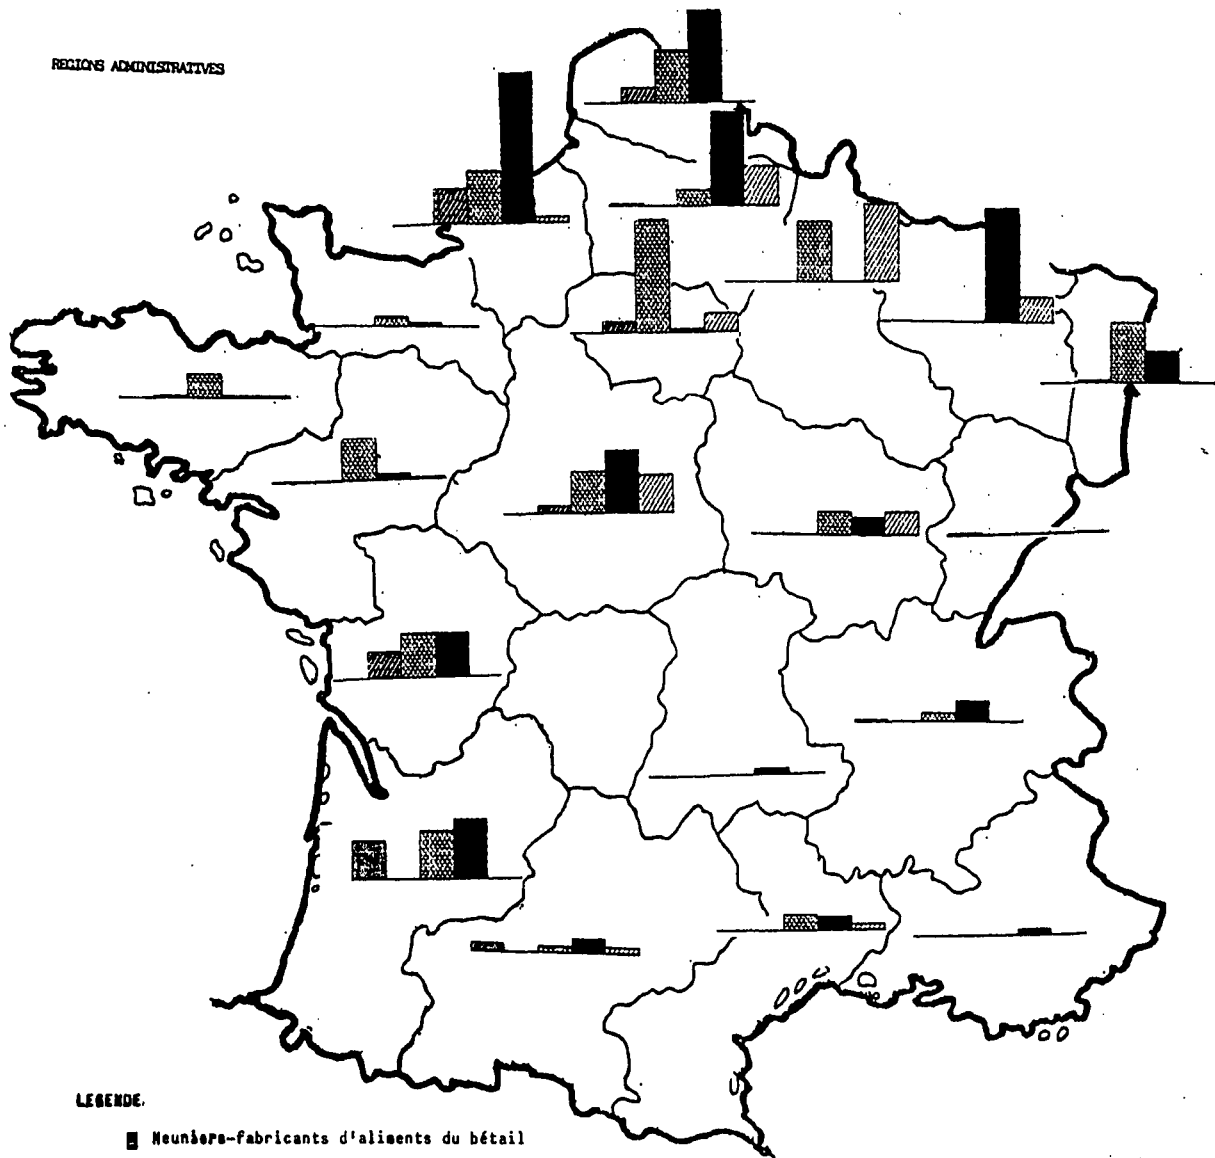 REGIONS ADMINISTRATIVES
LEGENDE.
Meuniers-fabricants d'aliments du bétail